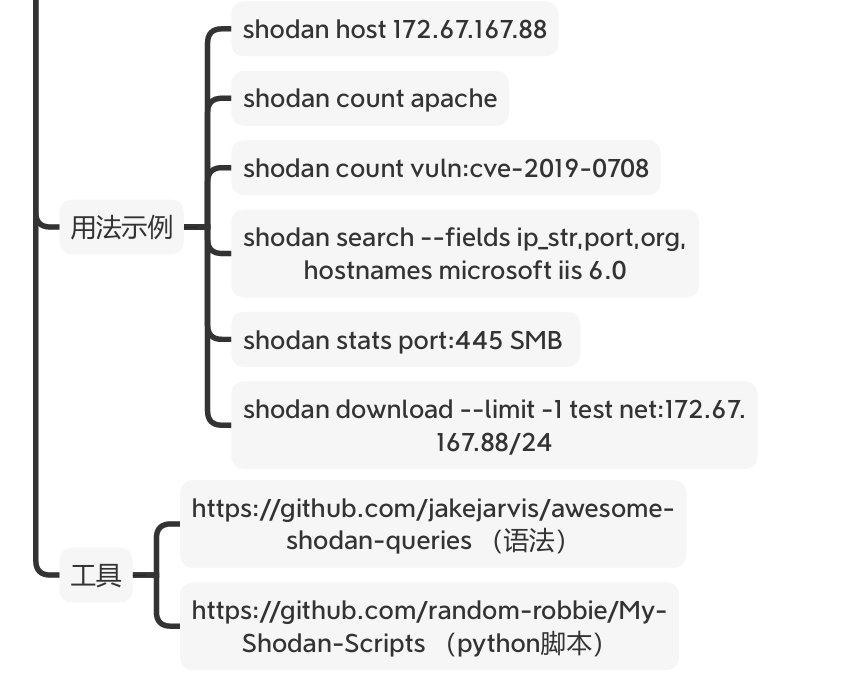 shodan host 172.67.167.88
shodan count apache
shodan count vuln:cve-2019-0708
用法示例
shodan search --fields ip_str,port,org,
hostnames microsoft iis 6.0
shodan stats port:445 SMB
shodan download --limit -1 test net:172.67.
167.88/24
https://github.com/jakejarvis/awesome-
shodan-queries （语法）
工具
https://github.com/random-robbie/My-
Shodan-Scripts （python脚本）